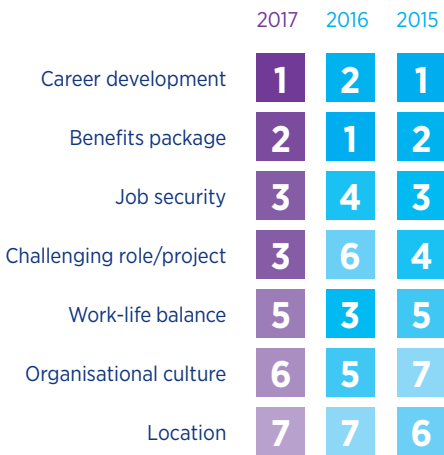 2017 2016 2015
Career development 1 2 1
Benefits package 2 1 2
Job security 3 4 3
Challenging role/project 3 6 4
Work-life balance 5 3 5
Organisational culture 6 5 7
Location 7 7 6